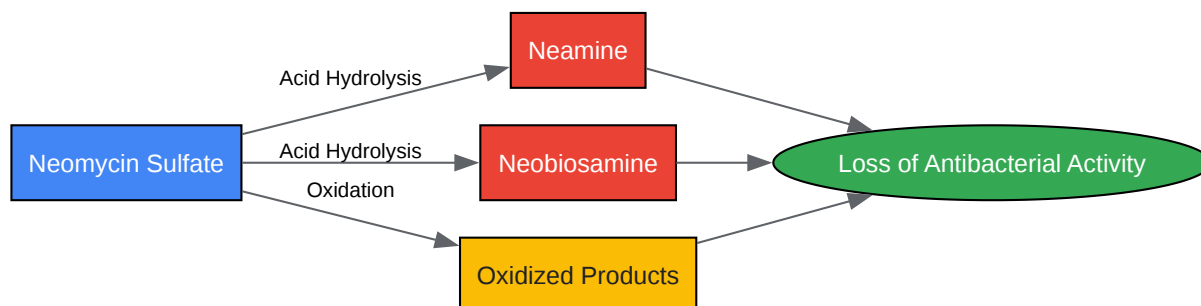 Neamine
Acid Hydrolysis
Neomycin Sulfate
Acid Hydrolysis
Neobiosamine
Loss of Antibacterial Activity
Oxidation
Oxidized Products